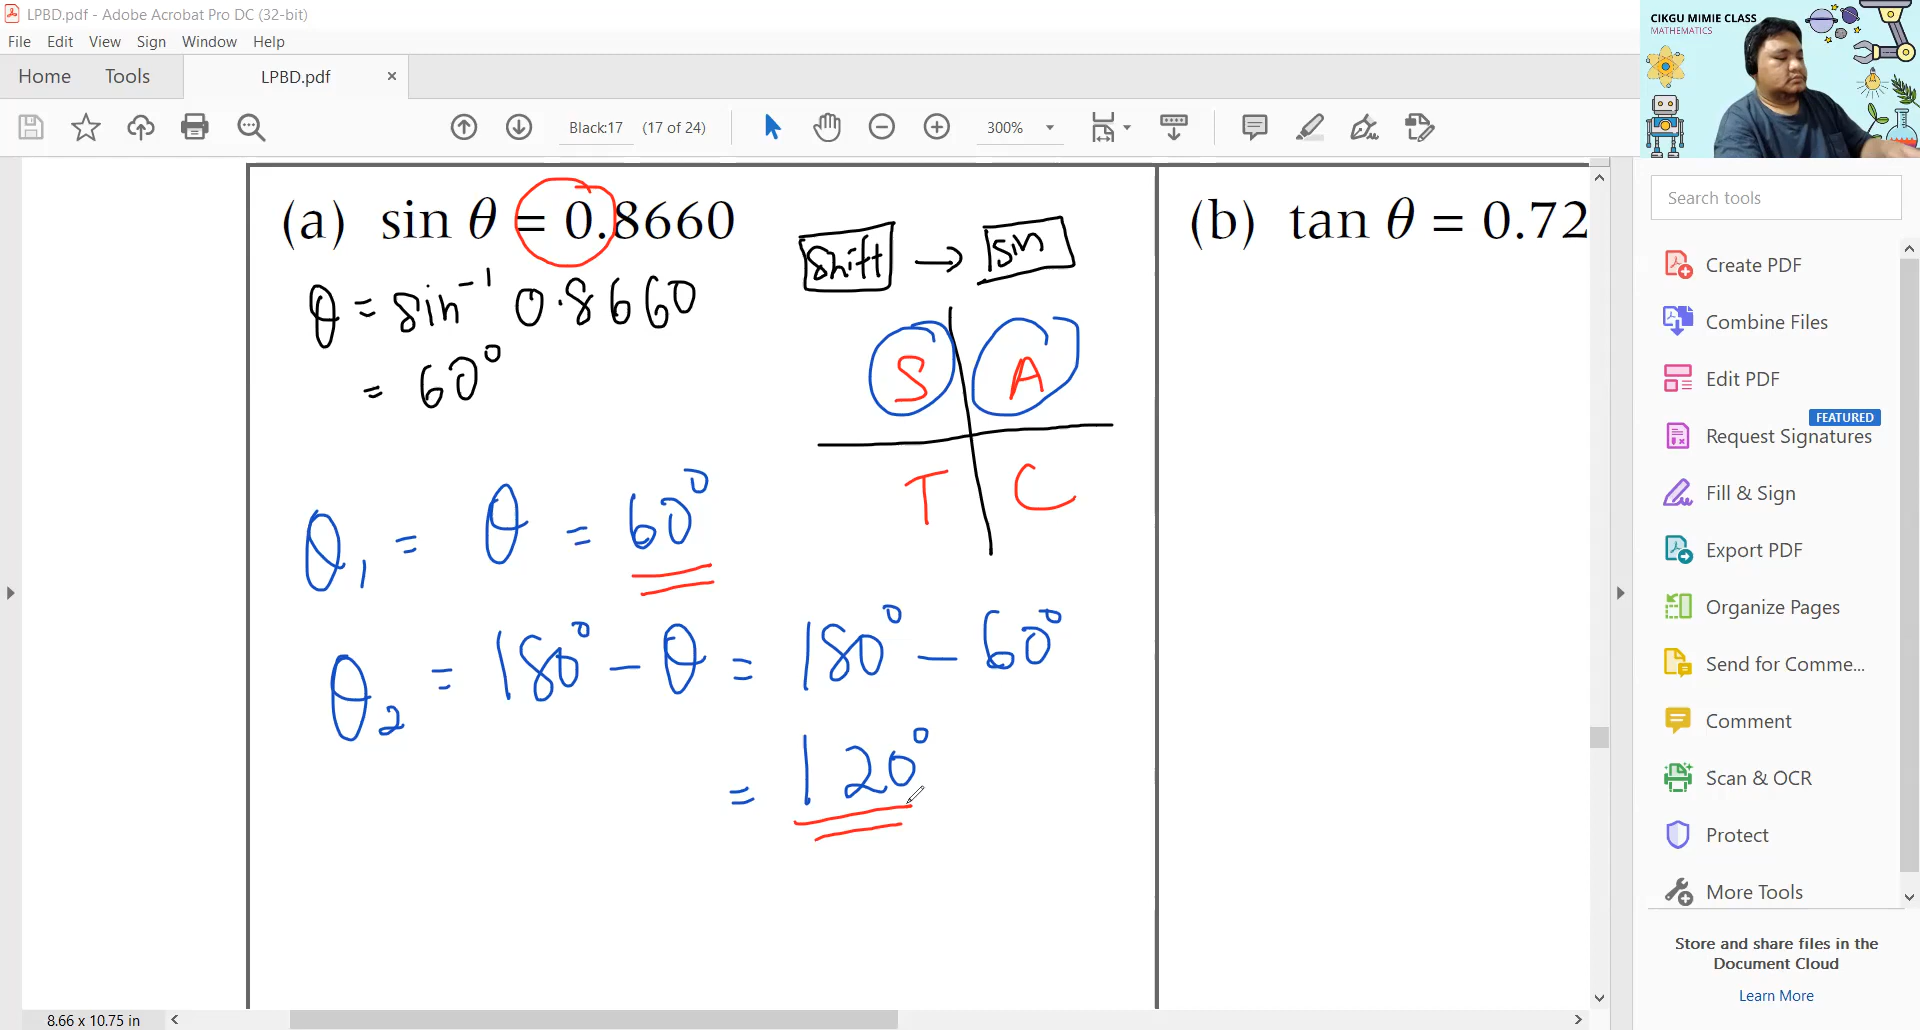 LPBD.pdf - Adobe Acrobat Pro DC (32-bit)
File Edit View Sign Window Help
Home Tools LPBD.pdf ×
Black:17 (17 of 24) 300%
CIKGU MIMIE CLASS
MATHEMATICS
(a) sin θ = 0.8660
shift → sin
θ = sin⁻¹ 0.8660
= 60°
S A
T C
θ₁ = θ = 60°
θ₂ = 180° - θ = 180° - 60°
= 120°
(b) tan θ = 0.72
Search tools
Create PDF
Combine Files
Edit PDF
FEATURED
Request Signatures
Fill & Sign
Export PDF
Organize Pages
Send for Comme...
Comment
Scan & OCR
Protect
More Tools
Store and share files in the
Document Cloud
Learn More
8.66 x 10.75 in